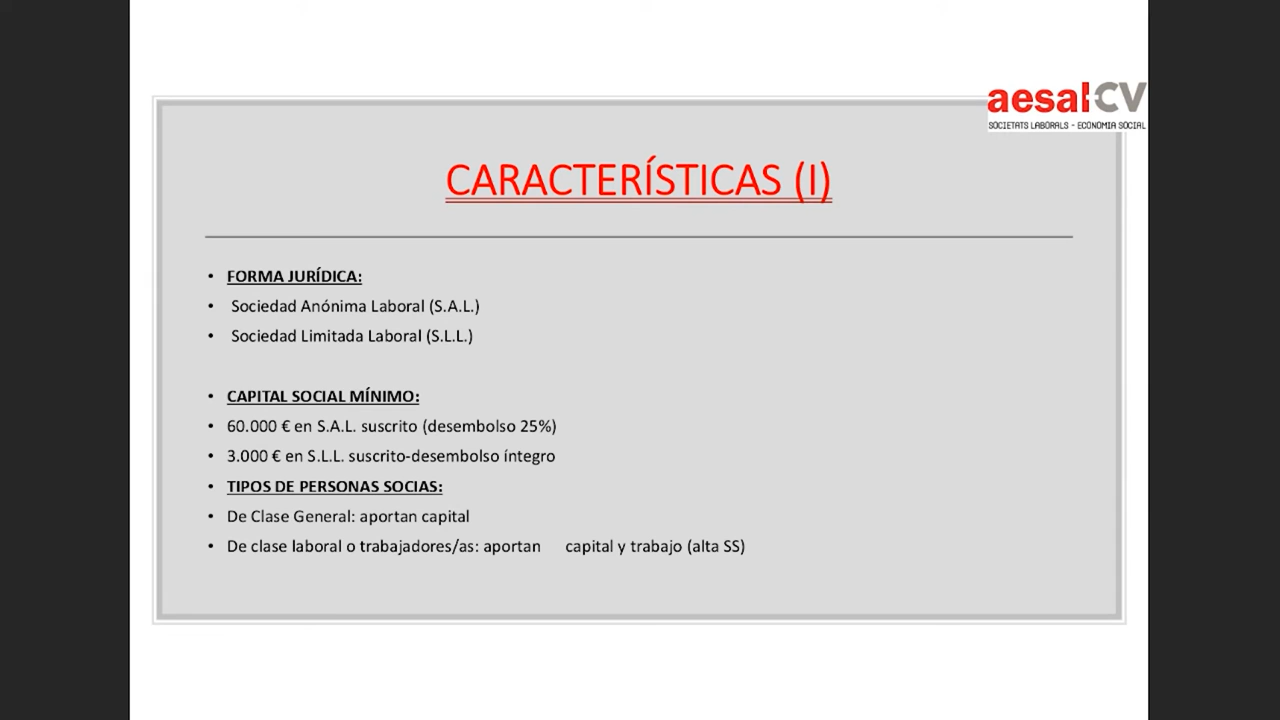 aesal-CV
SOCIETATS LABORALS - ECONOMIA SOCIAL
CARACTERÍSTICAS (I)
• FORMA JURÍDICA:
• Sociedad Anónima Laboral (S.A.L.)
• Sociedad Limitada Laboral (S.L.L.)
• CAPITAL SOCIAL MÍNIMO:
• 60.000 € en S.A.L. suscrito (desembolso 25%)
• 3.000 € en S.L.L. suscrito-desembolso íntegro
• TIPOS DE PERSONAS SOCIAS:
• De Clase General: aportan capital
• De clase laboral o trabajadores/as: aportan capital y trabajo (alta SS)